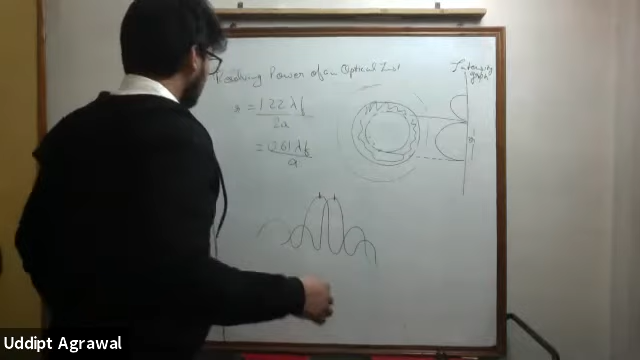 Resolving Power of an Optical Inst
Intensity
graph
r = 1.22 λf
2a
= 0.61 λf
a
Uddipt Agrawal